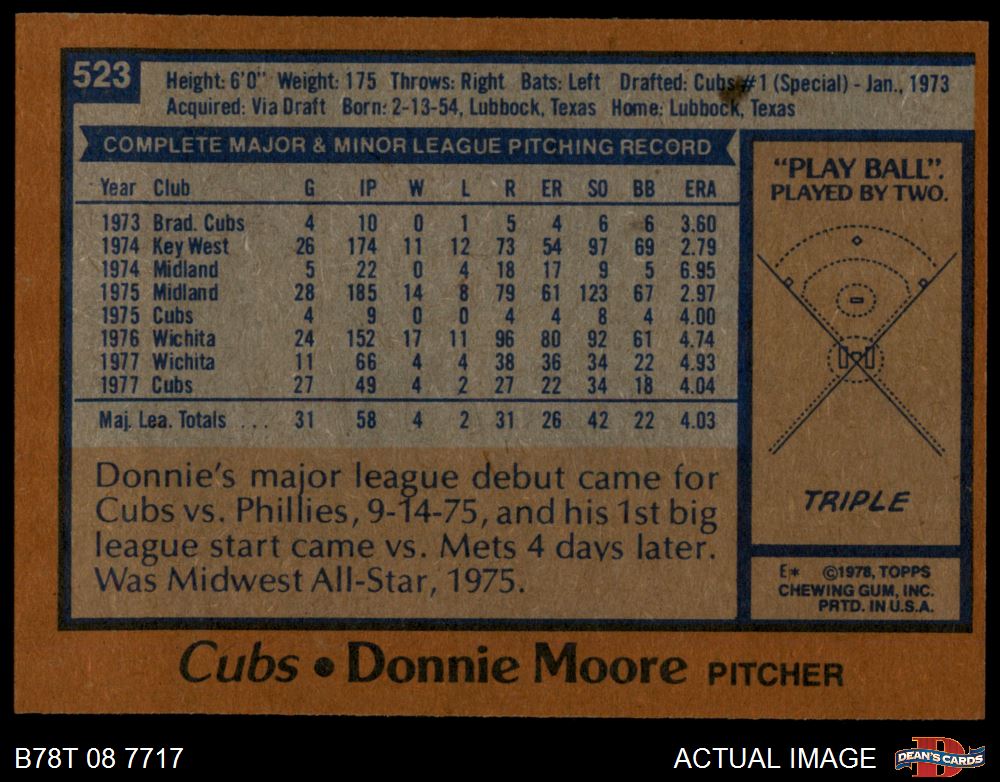 523
Height: 6'0" Weight: 175 Throws: Right Bats: Left Drafted: Cubs #1 (Special) - Jan., 1973
Acquired: Via Draft Born: 2-13-54, Lubbock, Texas Home: Lubbock, Texas
COMPLETE MAJOR & MINOR LEAGUE PITCHING RECORD
Year Club G IP W L R ER SO BB ERA
1973 Brad. Cubs 4 10 0 1 5 4 6 6 3.60
1974 Key West 26 174 11 12 73 54 97 69 2.79
1974 Midland 5 22 0 4 18 17 9 5 6.95
1975 Midland 28 185 14 8 79 61 123 67 2.97
1975 Cubs 4 9 0 0 4 4 8 4 4.00
1976 Wichita 24 152 17 11 96 80 92 61 4.74
1977 Wichita 11 66 4 4 38 36 34 22 4.93
1977 Cubs 27 49 4 2 27 22 34 18 4.04
Maj. Lea. Totals ... 31 58 4 2 31 26 42 22 4.03
Donnie's major league debut came for
Cubs vs. Phillies, 9-14-75, and his 1st big
league start came vs. Mets 4 days later.
Was Midwest All-Star, 1975.
"PLAY BALL".
PLAYED BY TWO.
TRIPLE
E* ©1978, TOPPS
CHEWING GUM, INC.
PRTD. IN U.S.A.
Cubs • Donnie Moore PITCHER
B78T 08 7717
ACTUAL IMAGE
D
DEAN'S CARDS